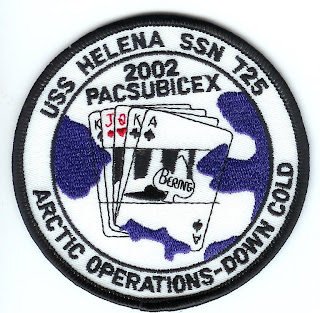 USS HELENA SSN 725
2002
PACSUBICEX
K J Q K A
BERING
A
ARCTIC OPERATIONS-DOWN COLD